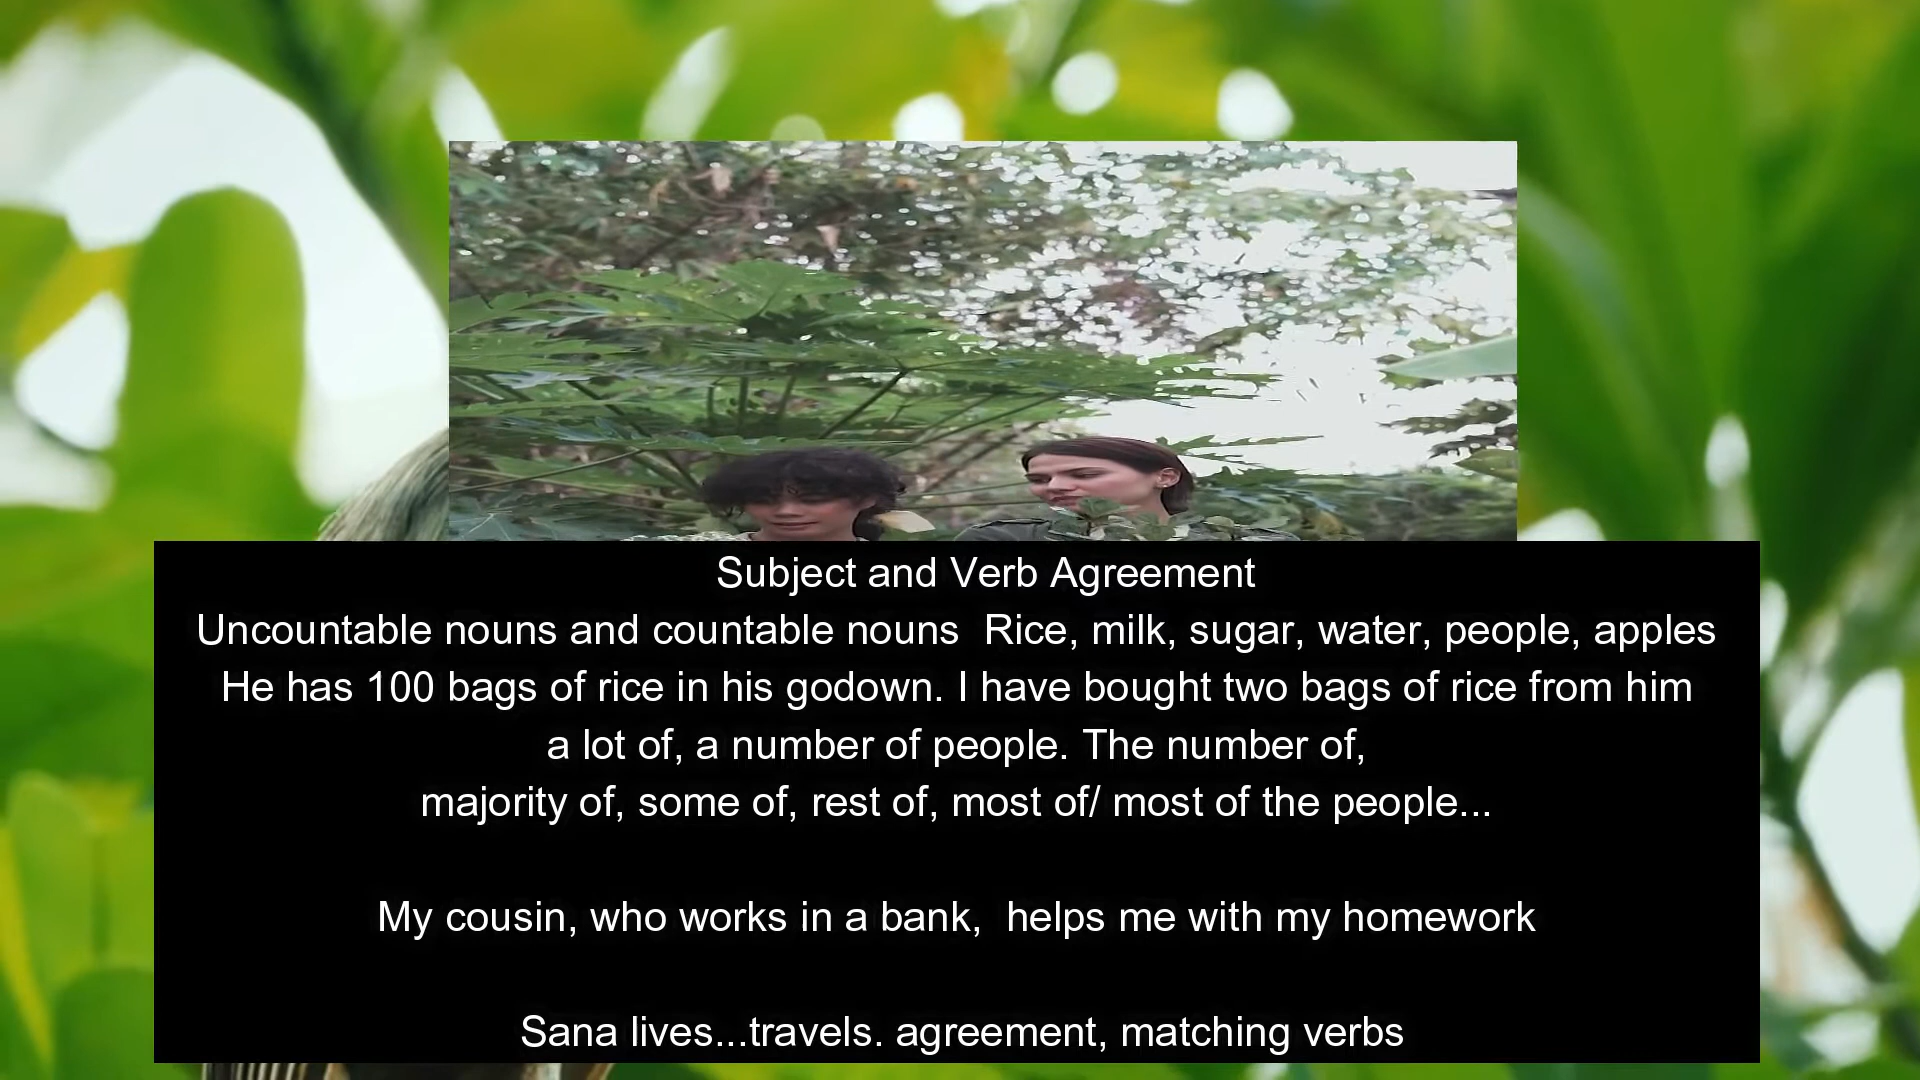 Subject and Verb Agreement
Uncountable nouns and countable nouns  Rice, milk, sugar, water, people, apples
He has 100 bags of rice in his godown. I have bought two bags of rice from him
a lot of, a number of people. The number of,
majority of, some of, rest of, most of/ most of the people...
My cousin, who works in a bank,  helps me with my homework
Sana lives...travels. agreement, matching verbs